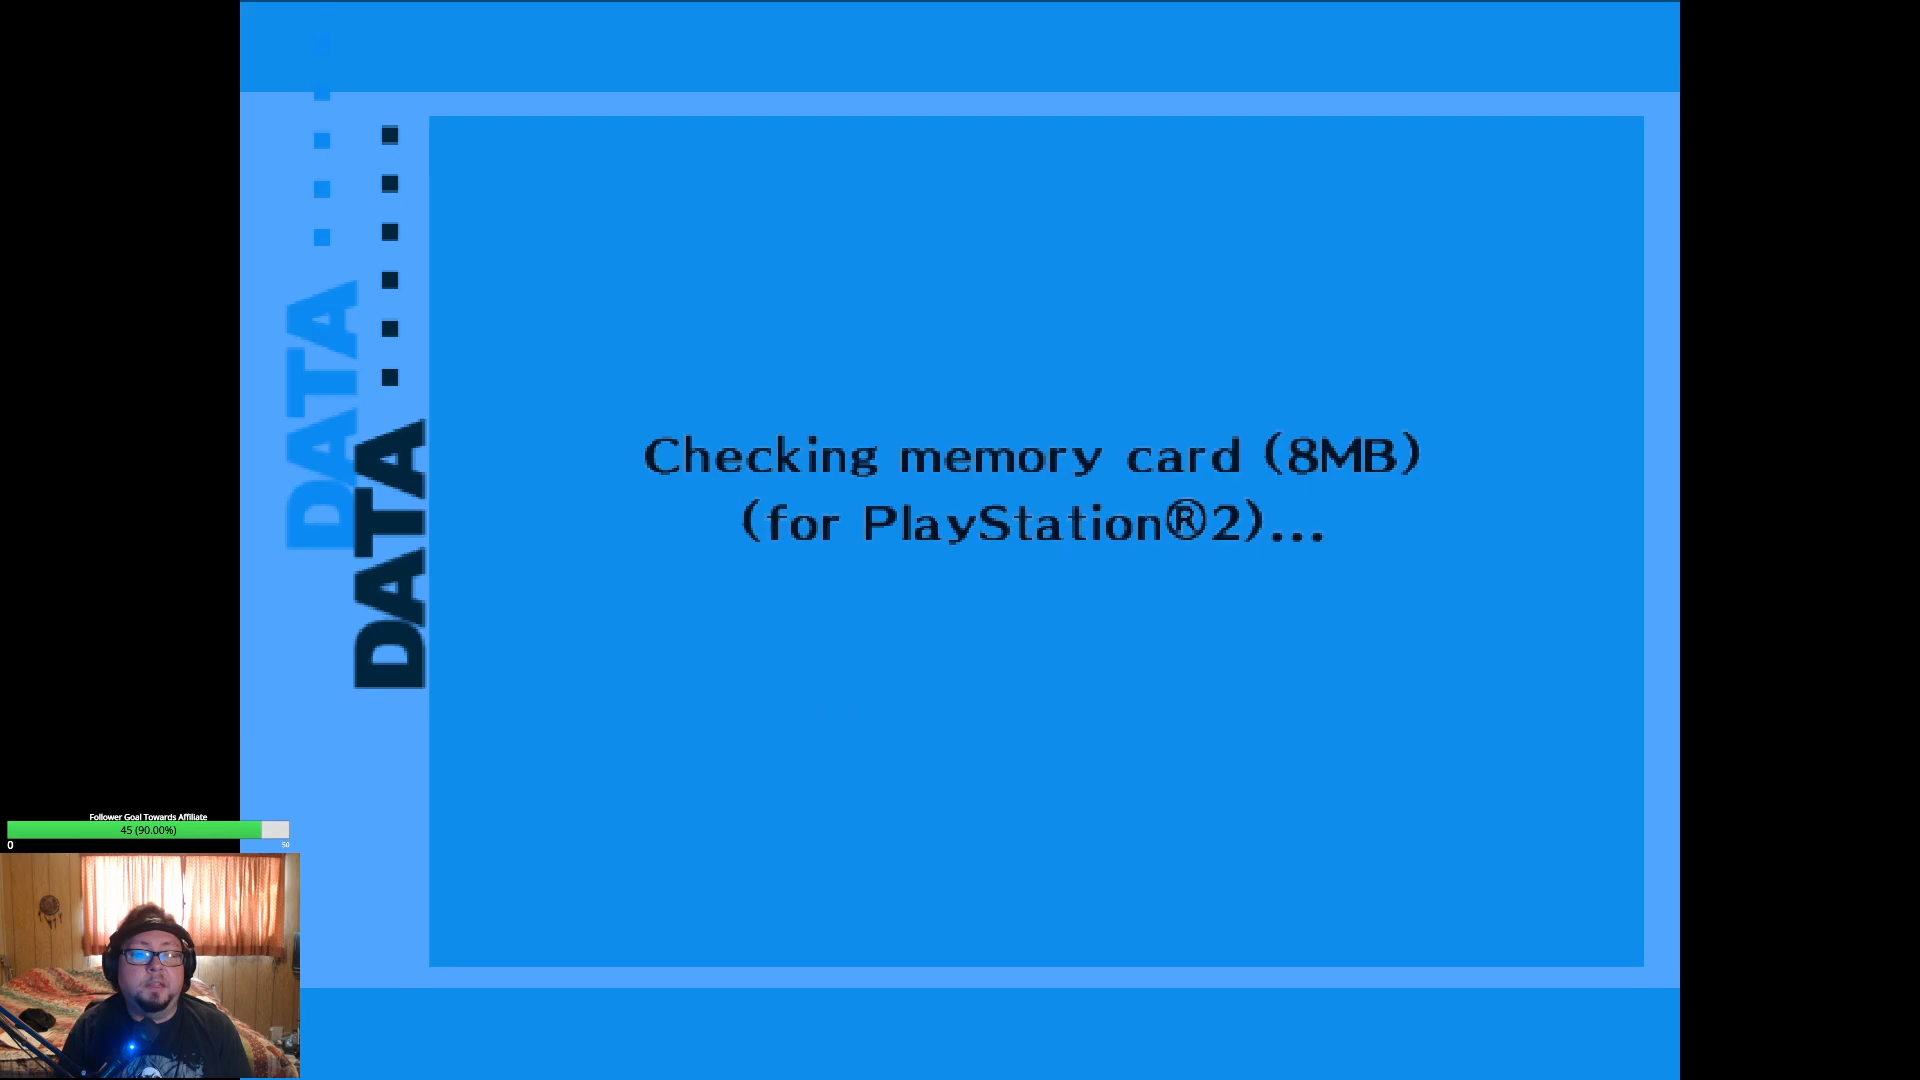 DATA
DATA
Checking memory card (8MB)
(for PlayStation®2)...
Follower Goal Towards Affiliate
45 (90.00%)
0
50